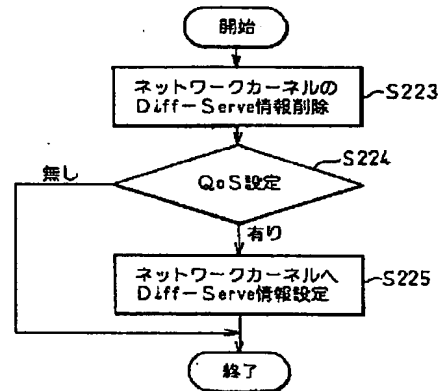 開始
ネットワークカーネルの
Diff-Serve情報削除
S223
S224
QoS設定
無し
有り
ネットワークカーネルへ
Diff-Serve情報設定
S225
終了